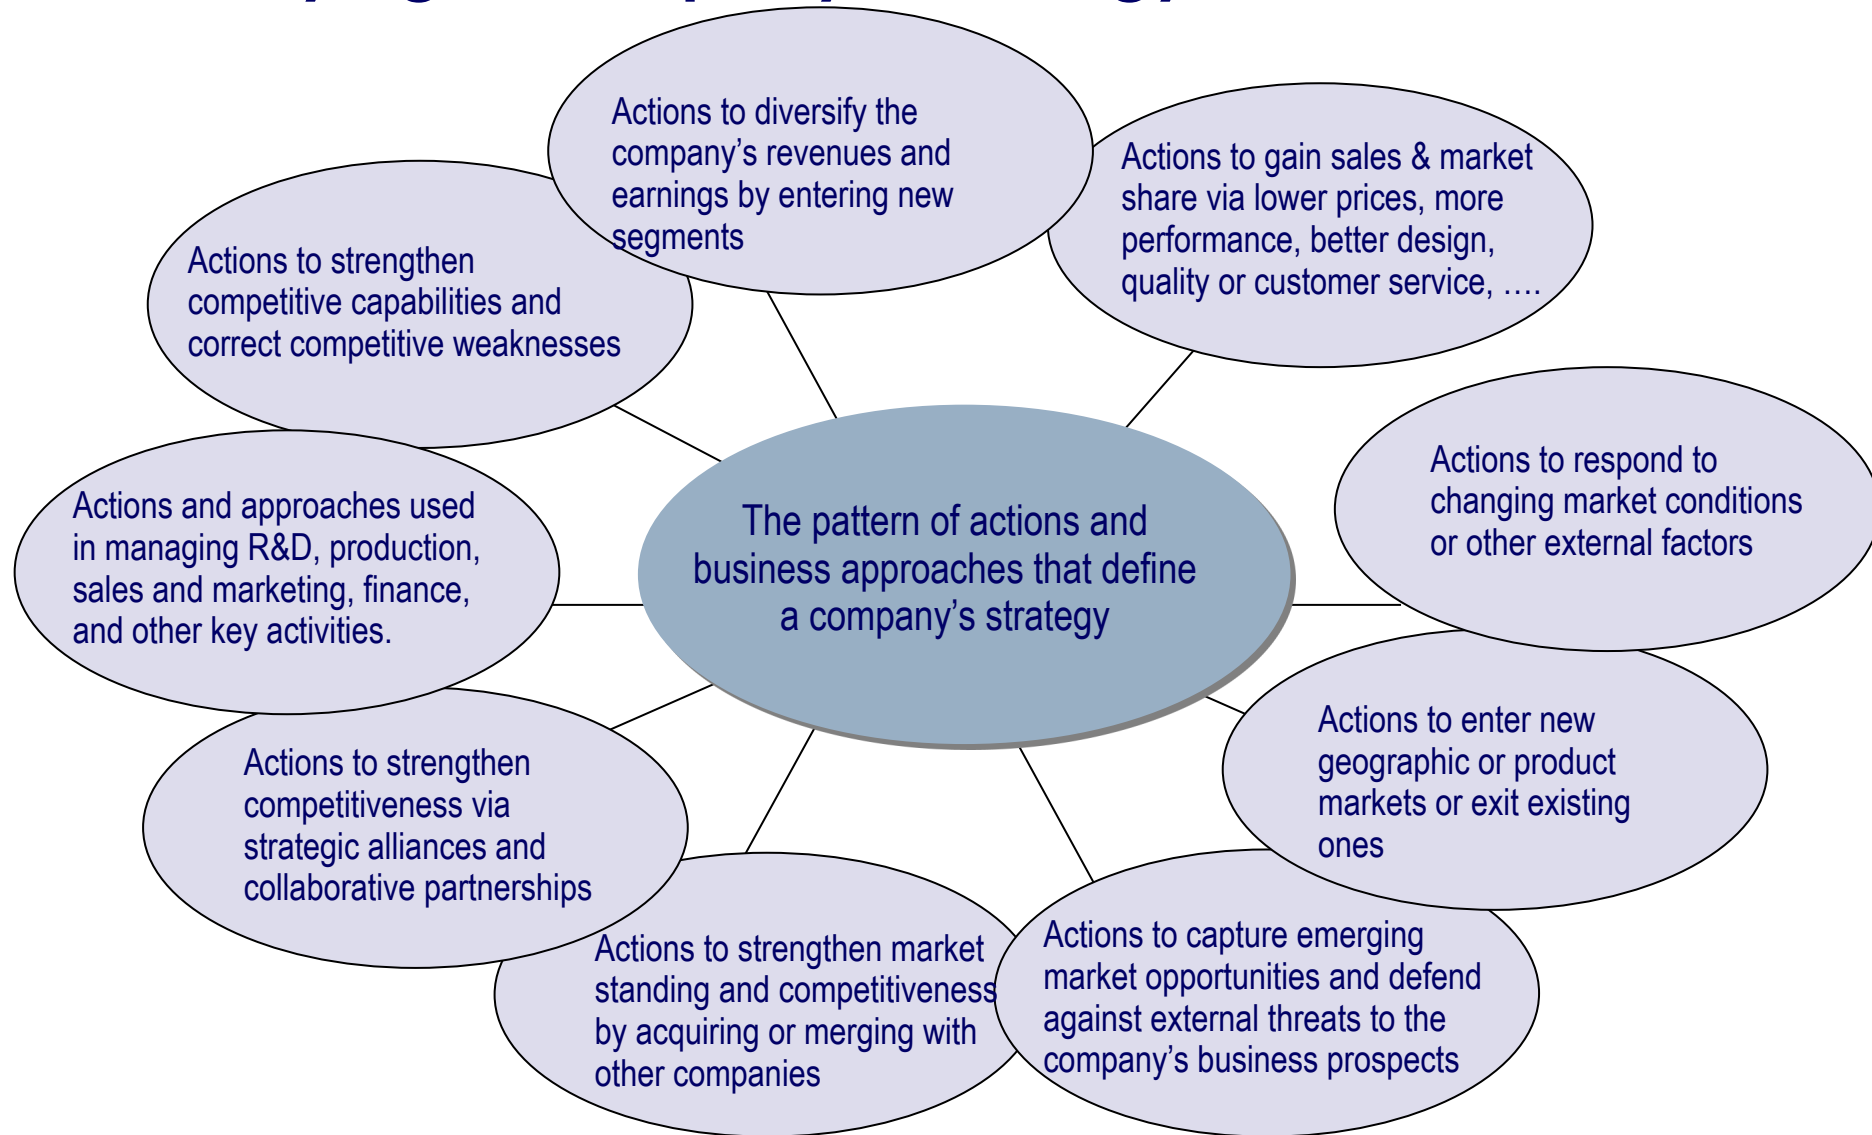 Actions to diversify the
company’s revenues and
earnings by entering new
segments
Actions to gain sales & market
share via lower prices, more
performance, better design,
quality or customer service, ….
Actions to strengthen
competitive capabilities and
correct competitive weaknesses
Actions to respond to
changing market conditions
or other external factors
Actions and approaches used
in managing R&D, production,
sales and marketing, finance,
and other key activities.
The pattern of actions and
business approaches that define
a company’s strategy
Actions to enter new
geographic or product
markets or exit existing
ones
Actions to strengthen
competitiveness via
strategic alliances and
collaborative partnerships
Actions to strengthen market
standing and competitiveness
by acquiring or merging with
other companies
Actions to capture emerging
market opportunities and defend
against external threats to the
company’s business prospects